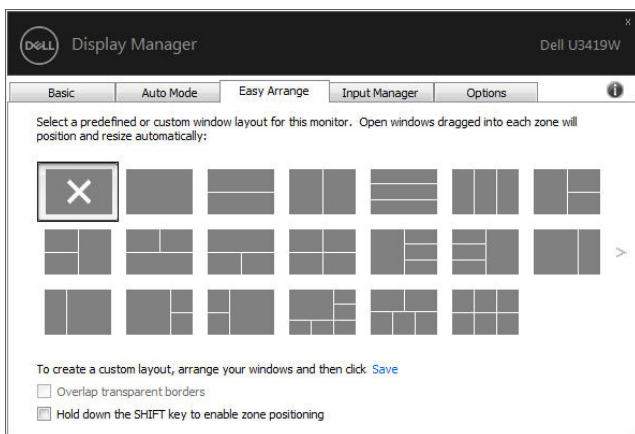 x
DELL Display Manager Dell U3419W
Basic Auto Mode Easy Arrange Input Manager Options
Select a predefined or custom window layout for this monitor. Open windows dragged into each zone will
position and resize automatically:
>
To create a custom layout, arrange your windows and then click Save
Overlap transparent borders
Hold down the SHIFT key to enable zone positioning